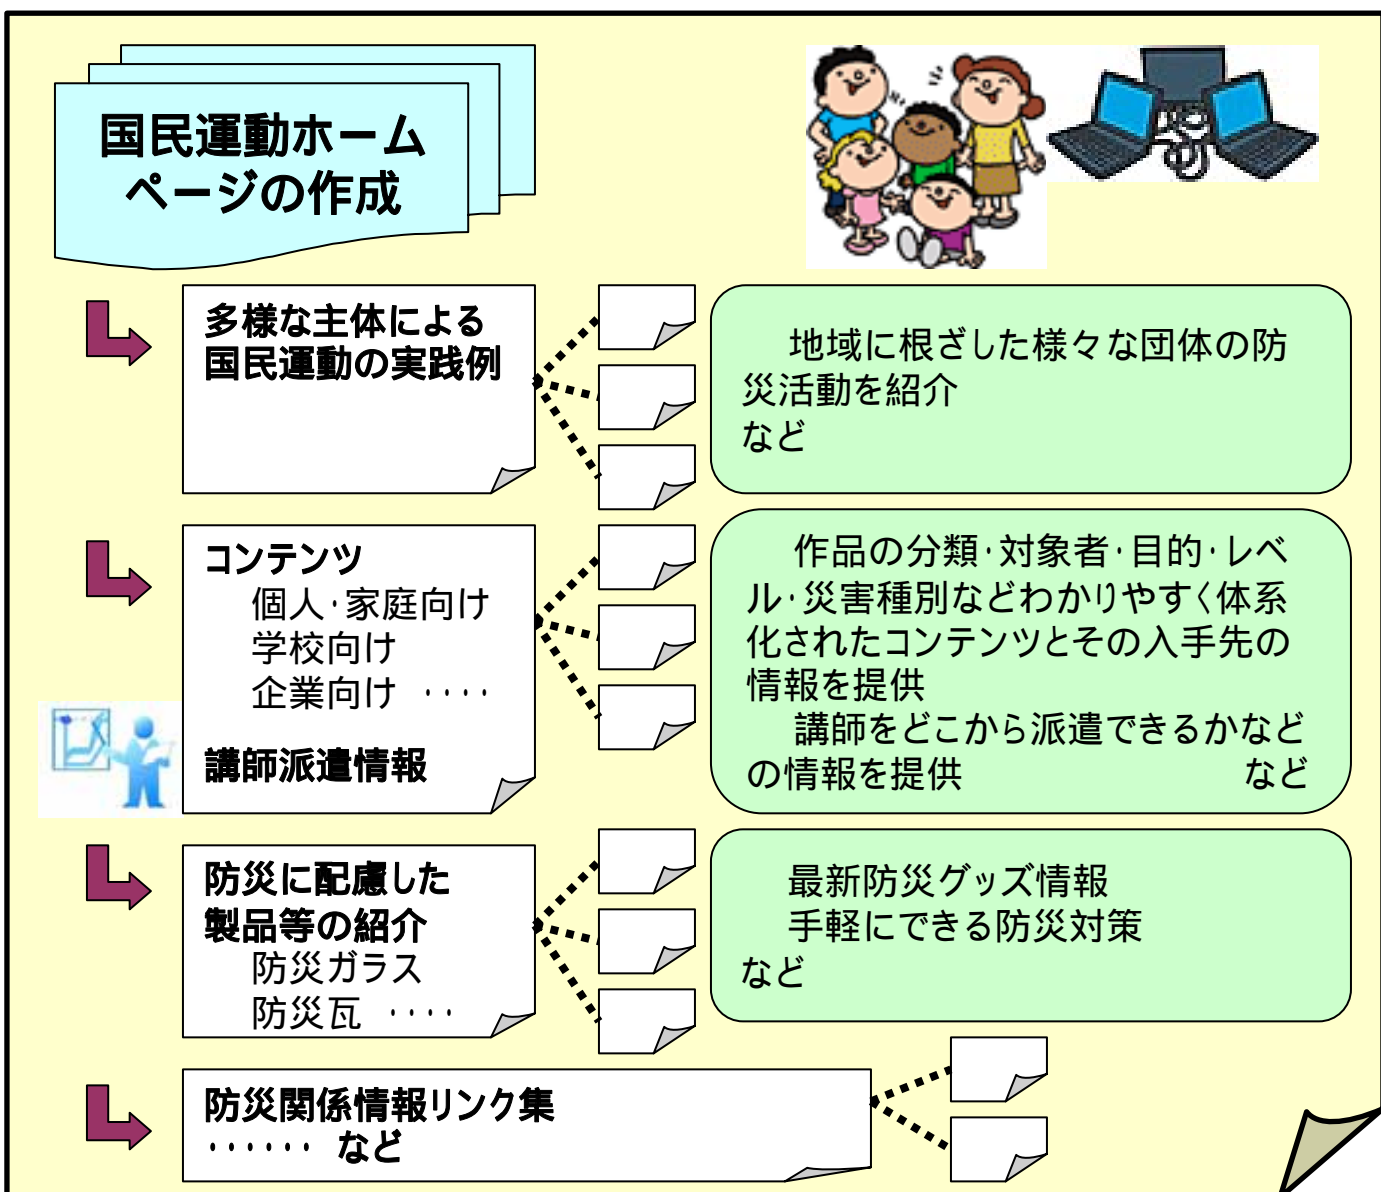 国民運動ホーム
ページの作成
多様な主体による
国民運動の実践例
地域に根ざした様々な団体の防
災活動を紹介
など
コンテンツ
個人・家庭向け
学校向け
企業向け ‥‥
講師派遣情報
作品の分類・対象者・目的・レベ
ル・災害種別などわかりやすく体系
化されたコンテンツとその入手先の
情報を提供
講師をどこから派遣できるかなど
の情報を提供 など
防災に配慮した
製品等の紹介
防災ガラス
防災瓦 ‥‥
最新防災グッズ情報
手軽にできる防災対策
など
防災関係情報リンク集
‥‥‥ など